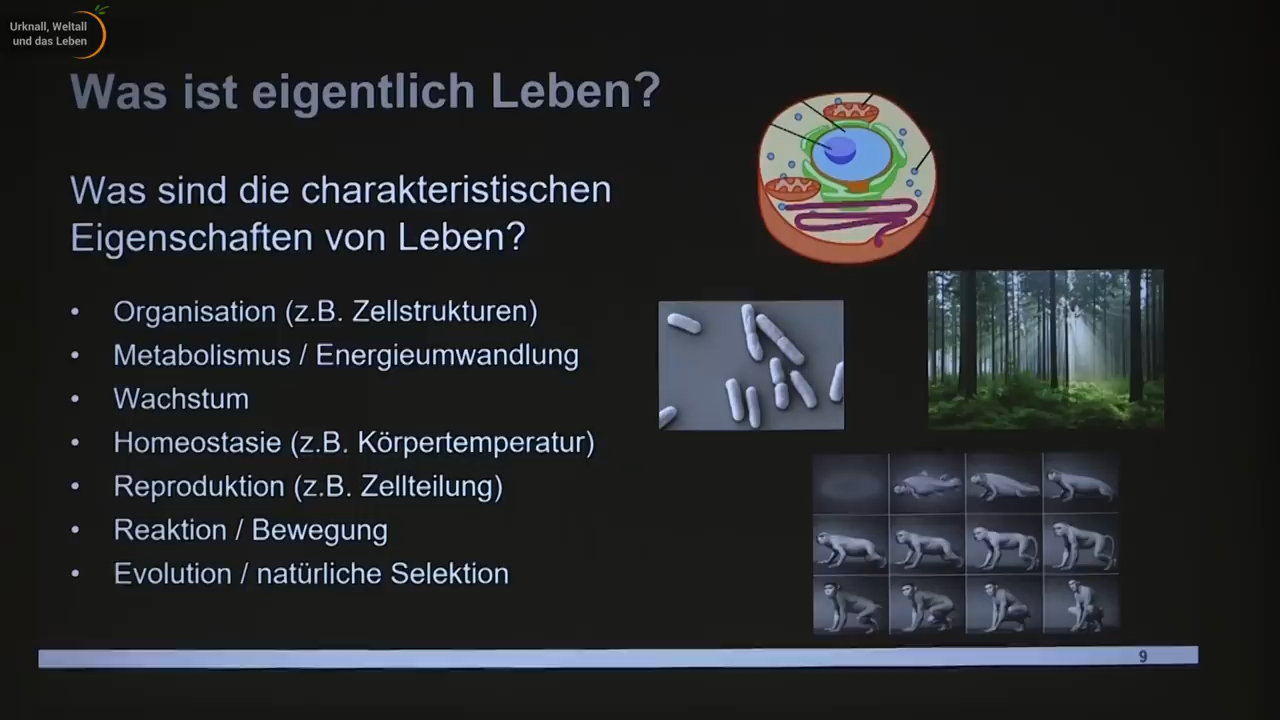 Urknall, Weltall
und das Leben
Was ist eigentlich Leben?
Was sind die charakteristischen
Eigenschaften von Leben?
• Organisation (z.B. Zellstrukturen)
• Metabolismus / Energieumwandlung
• Wachstum
• Homeostasie (z.B. Körpertemperatur)
• Reproduktion (z.B. Zellteilung)
• Reaktion / Bewegung
• Evolution / natürliche Selektion
9